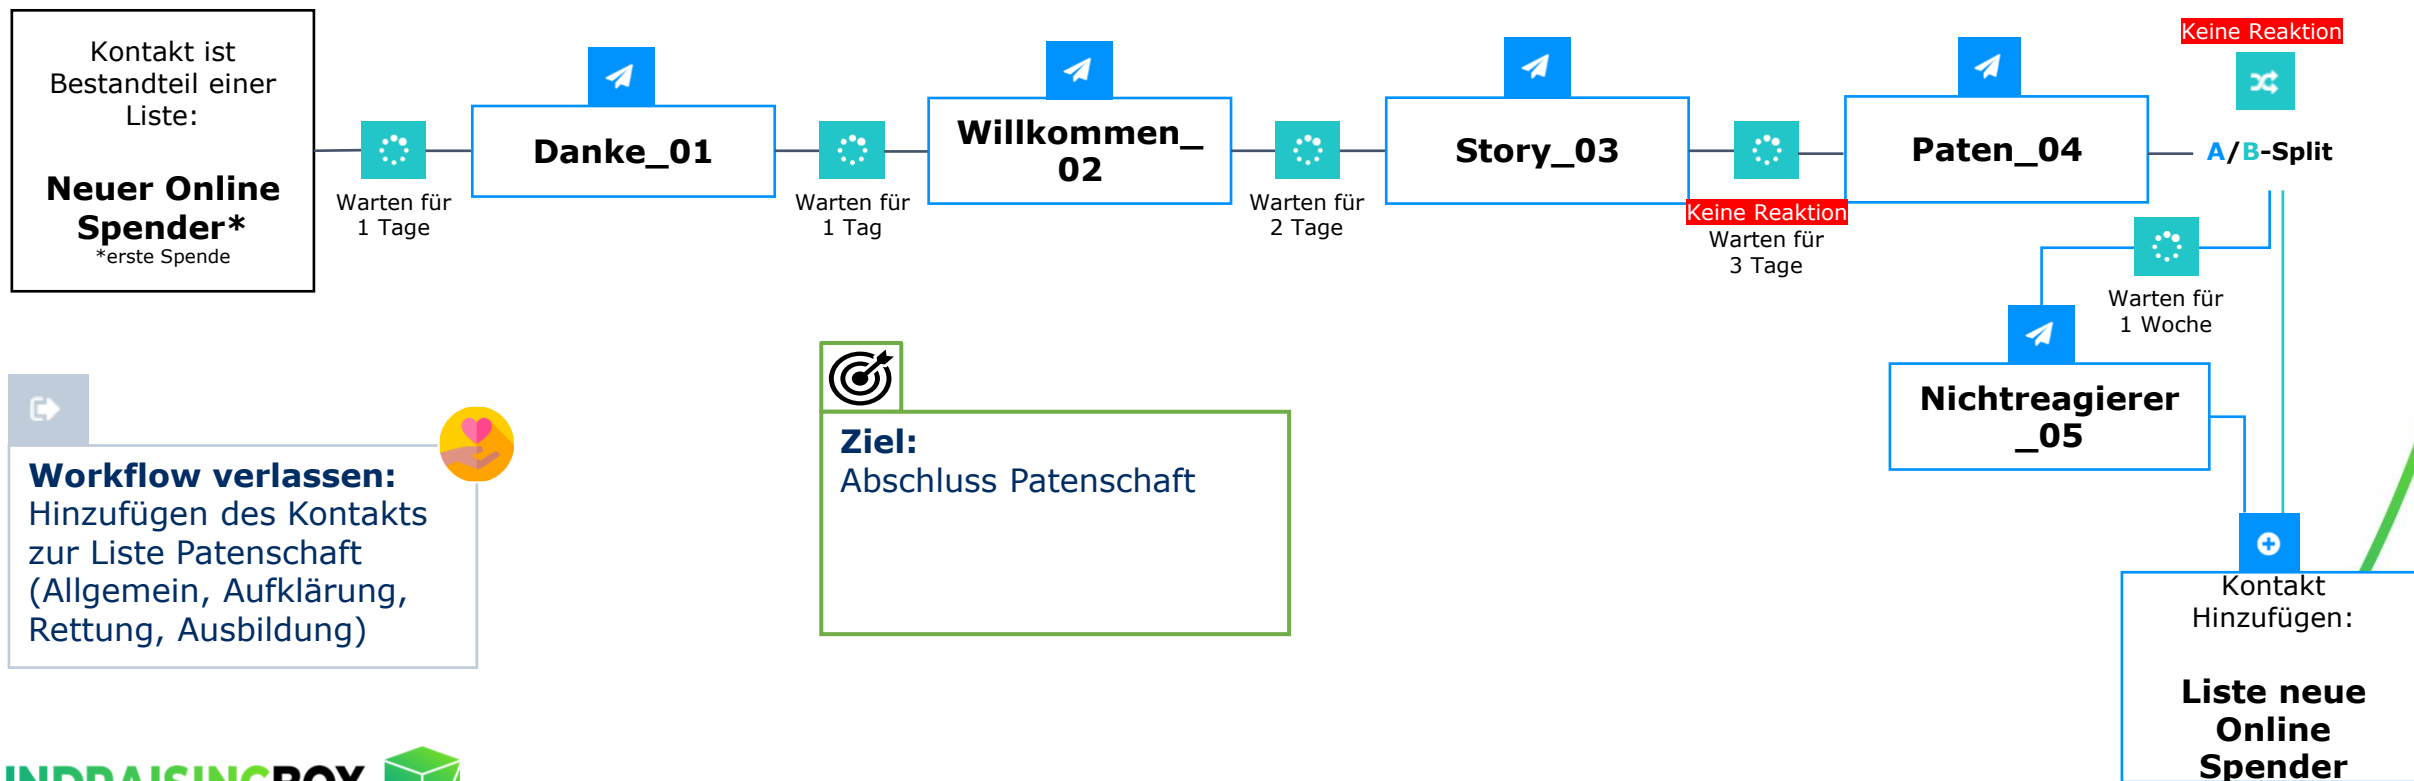 Kontakt ist
Bestandteil einer
Liste:
Neuer Online
Spender*
*erste Spende
Warten für
1 Tage
Danke_01
Warten für
1 Tag
Willkommen_
02
Warten für
2 Tage
Story_03
Keine Reaktion
Warten für
3 Tage
Paten_04
Keine Reaktion
A/B-Split
Warten für
1 Woche
Nichtreagierer
_05
Kontakt
Hinzufügen:
Liste neue
Online
Spender
Workflow verlassen:
Hinzufügen des Kontakts
zur Liste Patenschaft
(Allgemein, Aufklärung,
Rettung, Ausbildung)
Ziel:
Abschluss Patenschaft
UNDRAISINGBOX